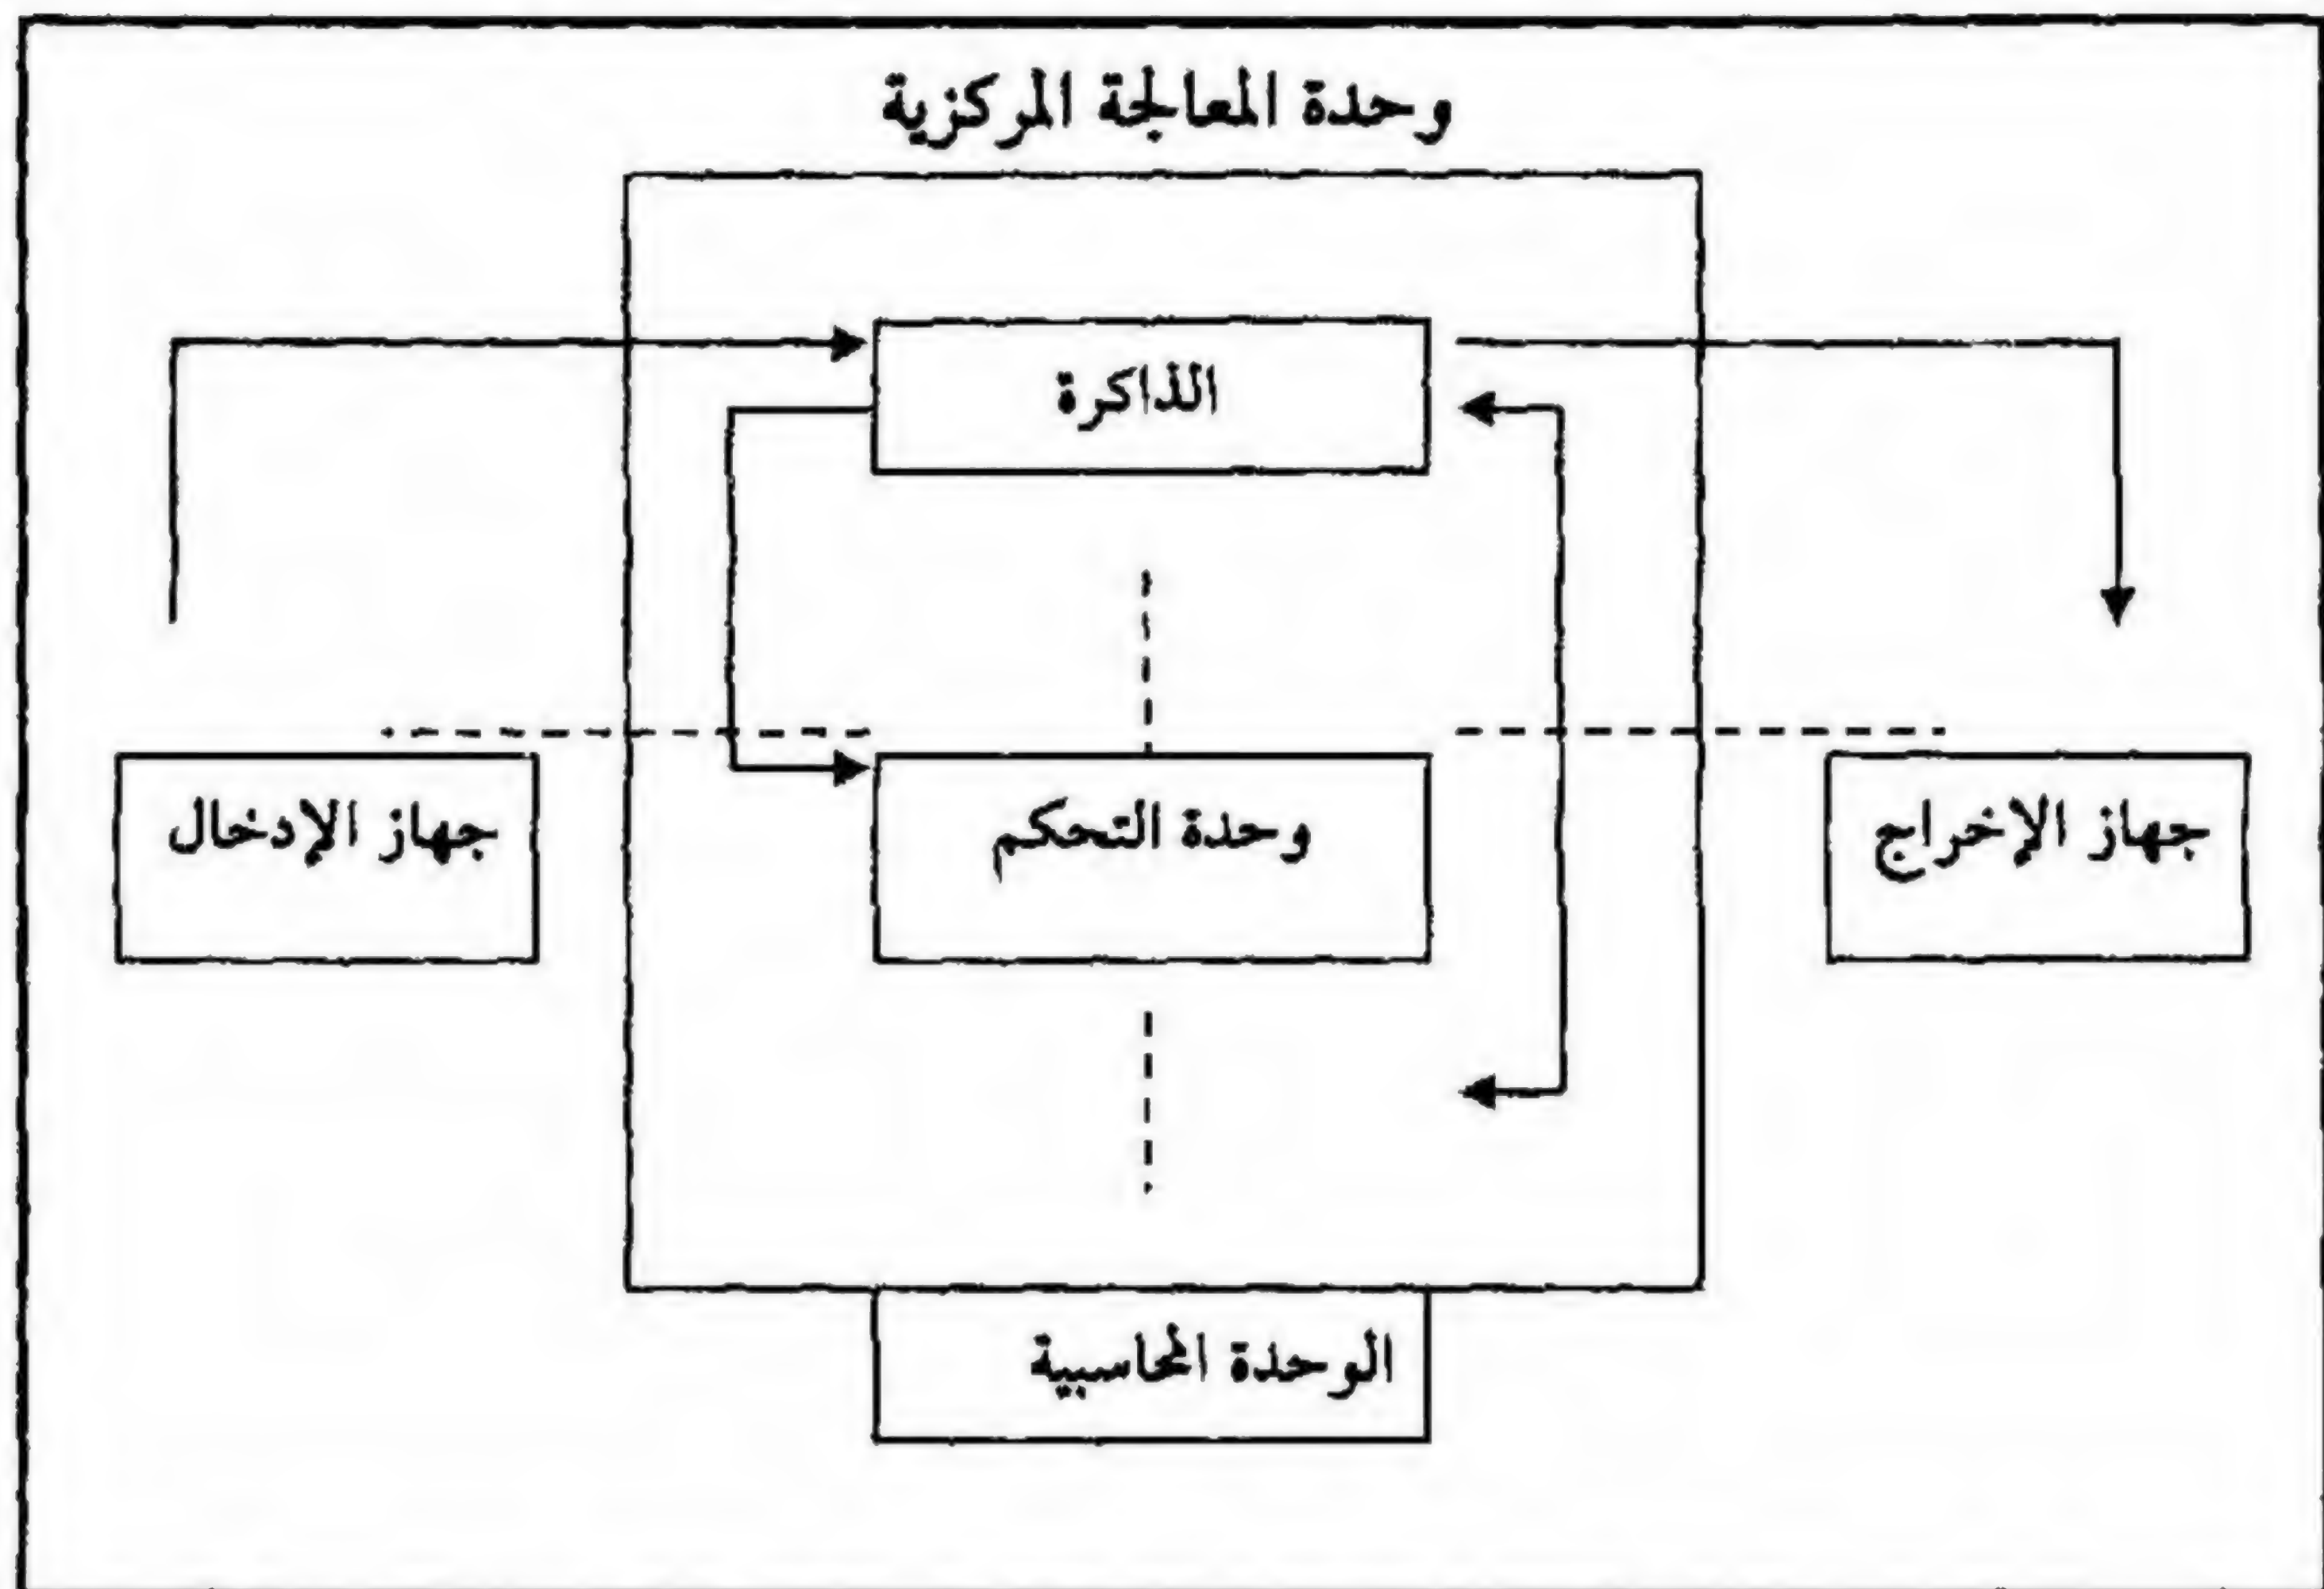 وحدة المعالجة المركزية
الذاكرة
جهاز الإخراج
وحدة التحكم
جهاز الإدخال
الوحدة المحاسبية